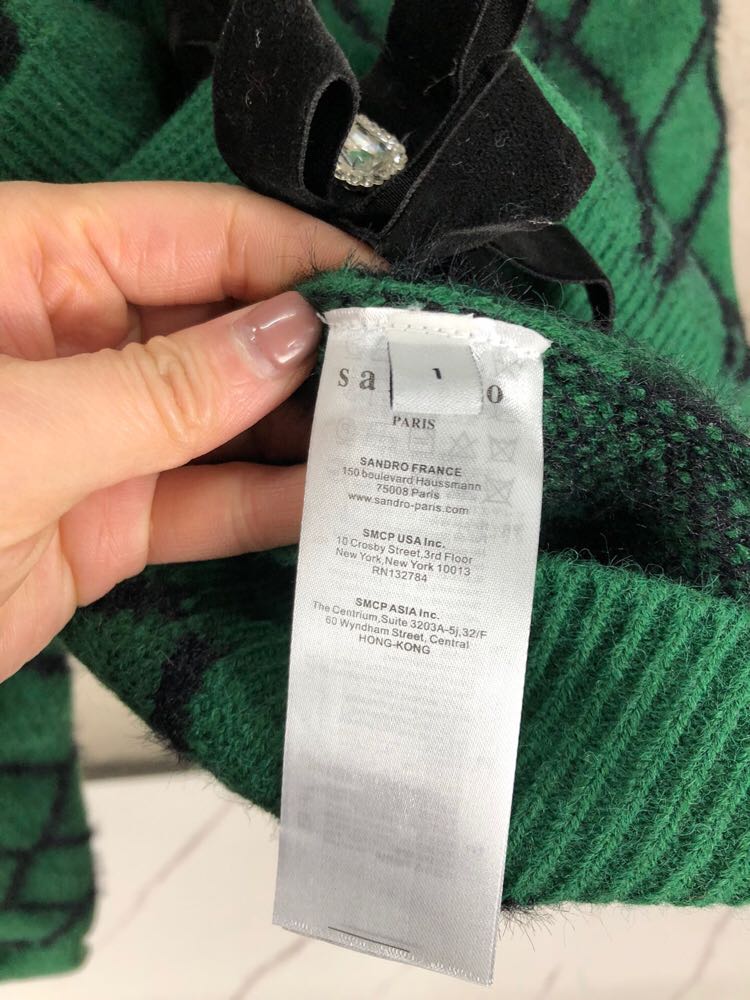 sa 1 o
PARIS
SANDRO FRANCE
150 boulevard Haussmann
75008 Paris
www.sandro-paris.com
SMCP USA Inc.
10 Crosby Street,3rd Floor
New York,New York 10013
RN132784
SMCP ASIA Inc.
The Centrium,Suite 3203A-5j,32/F
60 Wyndham Street, Central
HONG-KONG